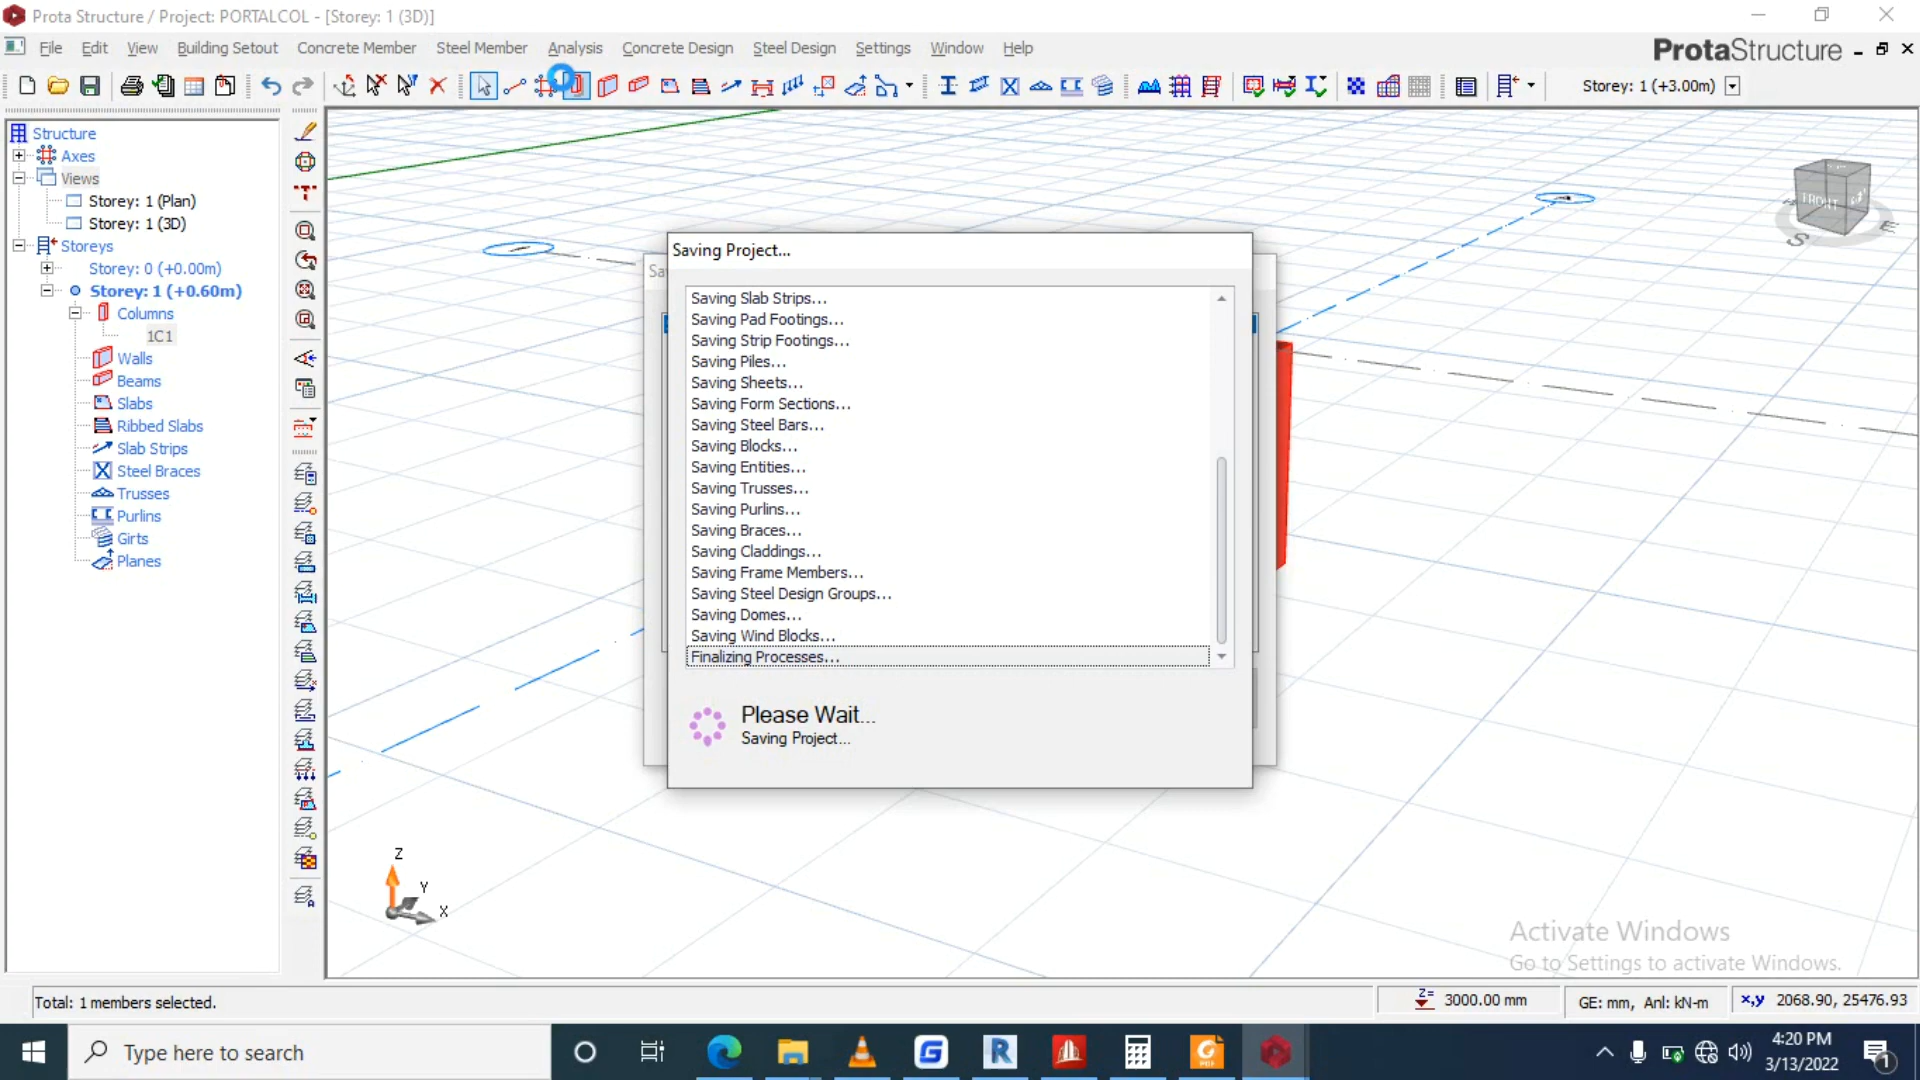 Prota Structure / Project: PORTALCOL - [Storey: 1 (3D)]
File Edit View Building Setout Concrete Member Steel Member Analysis Concrete Design Steel Design Settings Window Help
ProtaStructure
Storey: 1 (+3.00m)
Structure
Axes
Views
Storey: 1 (Plan)
Storey: 1 (3D)
Storeys
Storey: 0 (+0.00m)
Storey: 1 (+0.60m)
Columns
1C1
Walls
Beams
Slabs
Ribbed Slabs
Slab Strips
Steel Braces
Trusses
Purlins
Girts
Planes
FRONT
S
E
Sa
Saving Project...
Saving Slab Strips...
Saving Pad Footings...
Saving Strip Footings...
Saving Piles...
Saving Sheets...
Saving Form Sections...
Saving Steel Bars...
Saving Blocks...
Saving Entities...
Saving Trusses...
Saving Purlins...
Saving Braces...
Saving Claddings...
Saving Frame Members...
Saving Steel Design Groups...
Saving Domes...
Saving Wind Blocks...
Finalizing Processes...
Please Wait...
Saving Project...
Z
Y
X
Activate Windows
Go to Settings to activate Windows.
Total: 1 members selected.
Z= 3000.00 mm
GE: mm, Anl: kN-m
x,y 2068.90, 25476.93
Type here to search
4:20 PM
3/13/2022
1